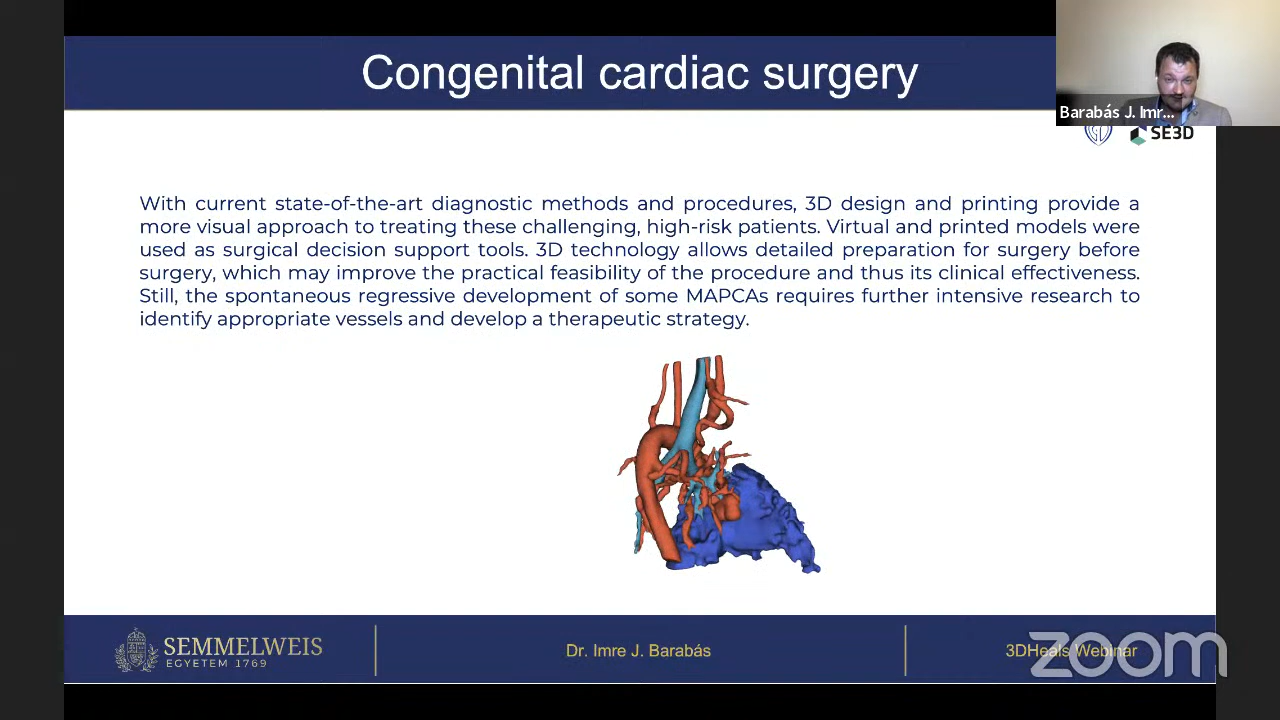 Congenital cardiac surgery
Barabás J. Imr...
SE3D
With current state-of-the-art diagnostic methods and procedures, 3D design and printing provide a
more visual approach to treating these challenging, high-risk patients. Virtual and printed models were
used as surgical decision support tools. 3D technology allows detailed preparation for surgery before
surgery, which may improve the practical feasibility of the procedure and thus its clinical effectiveness.
Still, the spontaneous regressive development of some MAPCAs requires further intensive research to
identify appropriate vessels and develop a therapeutic strategy.
SEMMELWEIS
EGYETEM 1769
Dr. Imre J. Barabás
3DHeals Webinar
zoom